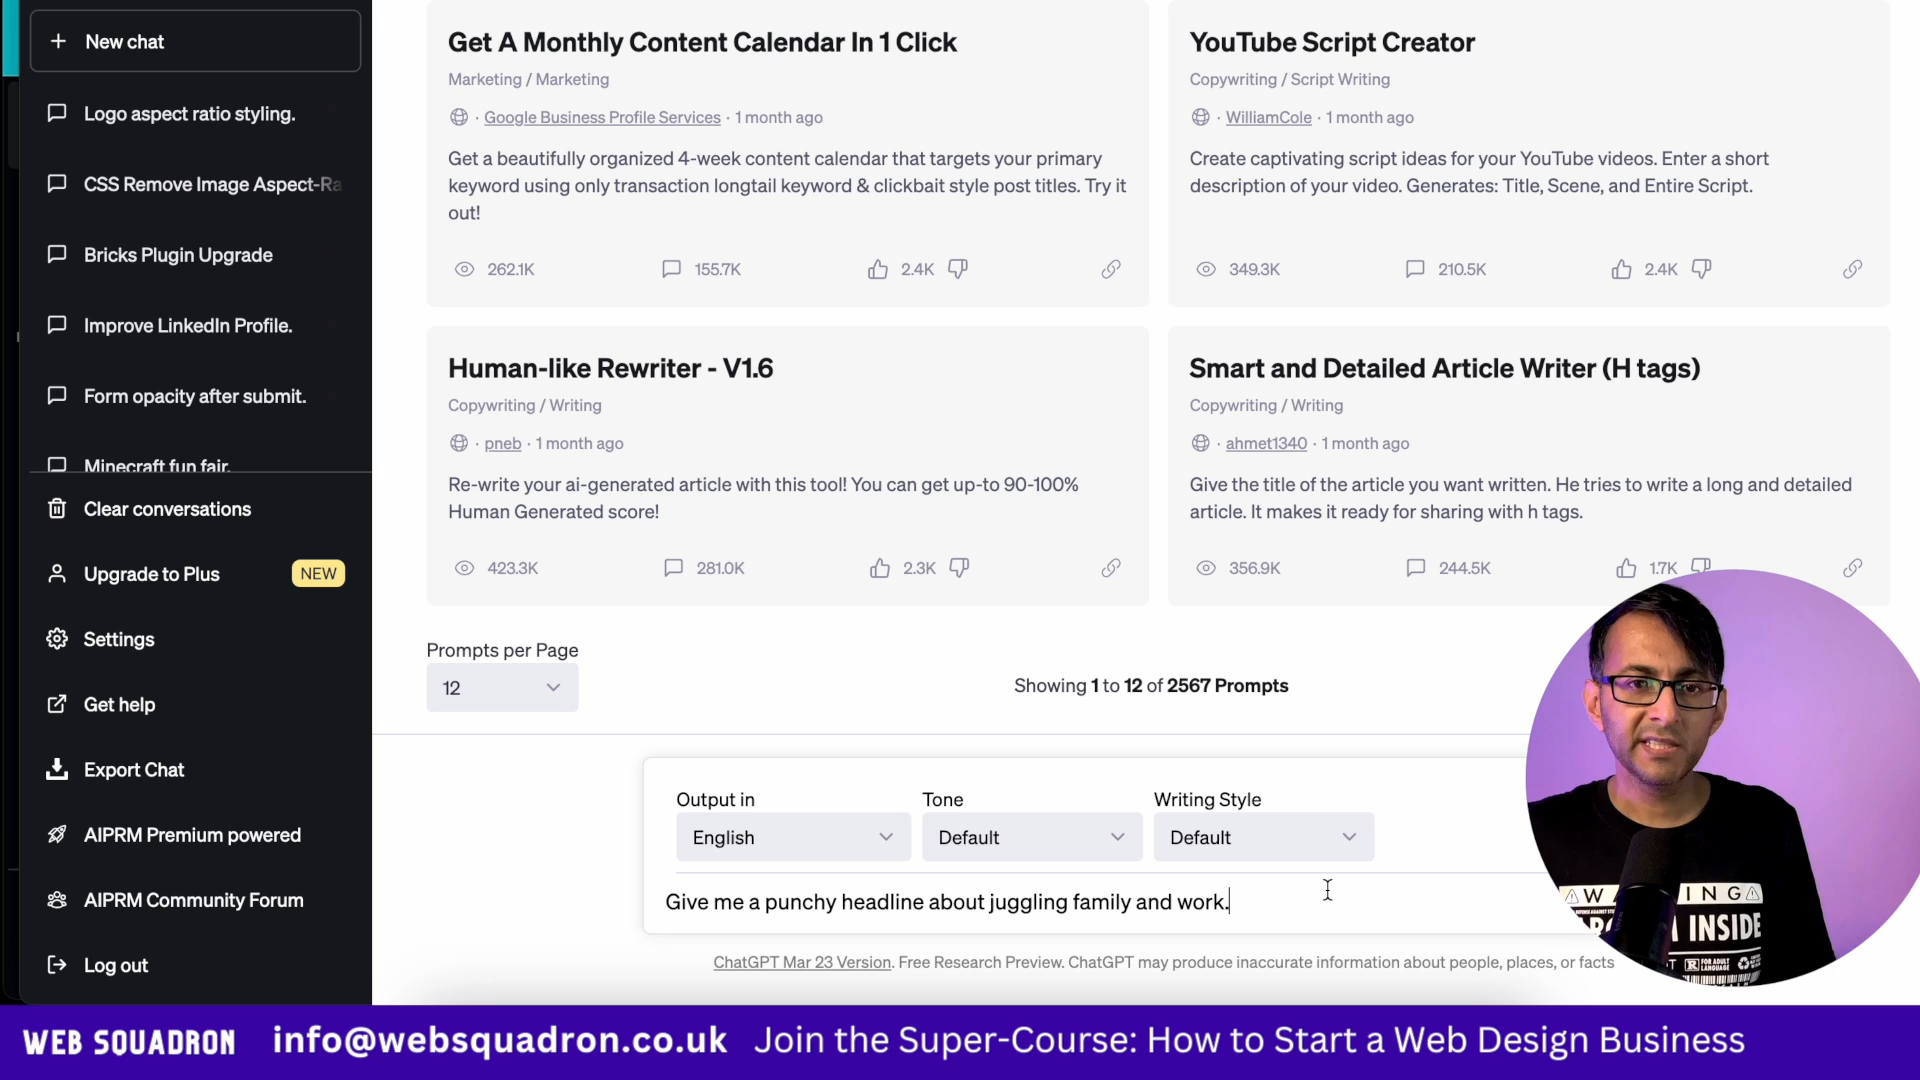 New chat
Logo aspect ratio styling.
CSS Remove Image Aspect-Ra
Bricks Plugin Upgrade
Improve LinkedIn Profile.
Form opacity after submit.
Minecraft fun fair.
Clear conversations
Upgrade to Plus NEW
Settings
Get help
Export Chat
AIPRM Premium powered
AIPRM Community Forum
Log out
Get A Monthly Content Calendar In 1 Click
Marketing / Marketing
· Google Business Profile Services · 1 month ago
Get a beautifully organized 4-week content calendar that targets your primary
keyword using only transaction longtail keyword & clickbait style post titles. Try it
out!
262.1K 155.7K 2.4K
YouTube Script Creator
Copywriting / Script Writing
· WilliamCole · 1 month ago
Create captivating script ideas for your YouTube videos. Enter a short
description of your video. Generates: Title, Scene, and Entire Script.
349.3K 210.5K 2.4K
Human-like Rewriter - V1.6
Copywriting / Writing
· pneb · 1 month ago
Re-write your ai-generated article with this tool! You can get up-to 90-100%
Human Generated score!
423.3K 281.0K 2.3K
Smart and Detailed Article Writer (H tags)
Copywriting / Writing
· ahmet1340 · 1 month ago
Give the title of the article you want written. He tries to write a long and detailed
article. It makes it ready for sharing with h tags.
356.9K 244.5K 1.7K
Prompts per Page
12
Showing 1 to 12 of 2567 Prompts
Output in Tone Writing Style
English Default Default
Give me a punchy headline about juggling family and work.
ChatGPT Mar 23 Version. Free Research Preview. ChatGPT may produce inaccurate information about people, places, or facts
INSIDE
WEB SQUADRON info@websquadron.co.uk Join the Super-Course: How to Start a Web Design Business